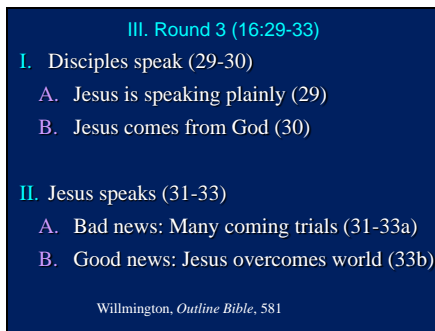 III. Round 3 (16:29-33)
I. Disciples speak (29-30)
A. Jesus is speaking plainly (29)
B. Jesus comes from God (30)
II. Jesus speaks (31-33)
A. Bad news: Many coming trials (31-33a)
B. Good news: Jesus overcomes world (33b)
Willmington, Outline Bible, 581